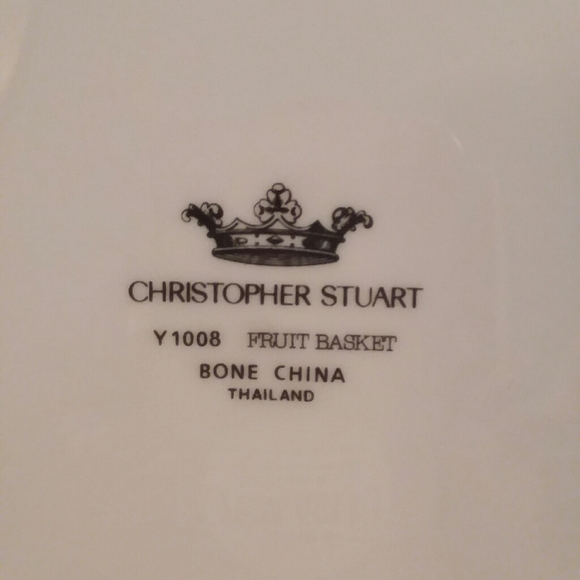 CHRISTOPHER STUART
Y1008 FRUIT BASKET
BONE CHINA
THAILAND